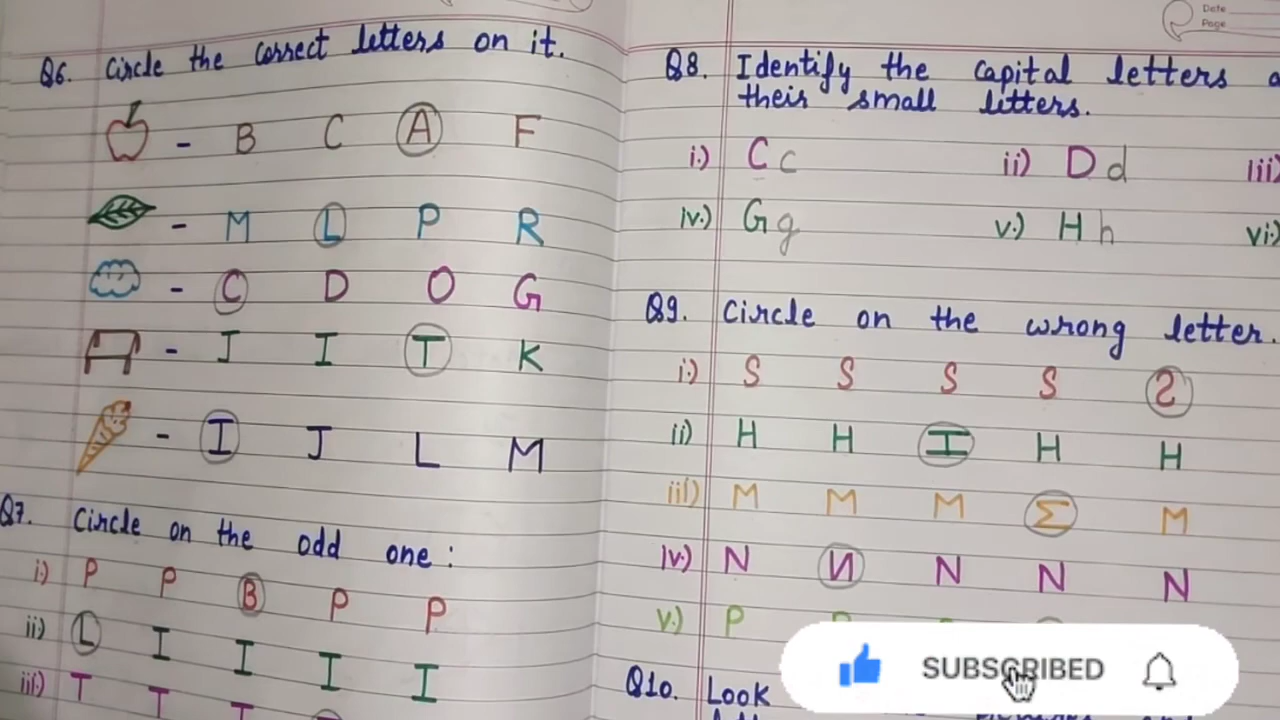 Q6. Circle the correct letters on it.
- B C A F
- M L P R
- C D O G
- J I T K
- I J L M
Q7. Circle on the odd one:
i) P P B P P
ii) L I I I I
iii) T T T
Date
Page
Q8. Identify the capital letters
their small letters.
i.) C c ii) D d iii)
iv.) G g v.) H h vi.)
Q9. Circle on the wrong letter.
i.) S S S S Ƨ
ii) H H 工 H H
iii) M M M Σ M
iv.) N И N N N
v.) P
Q10. Look
SUBSCRIBED